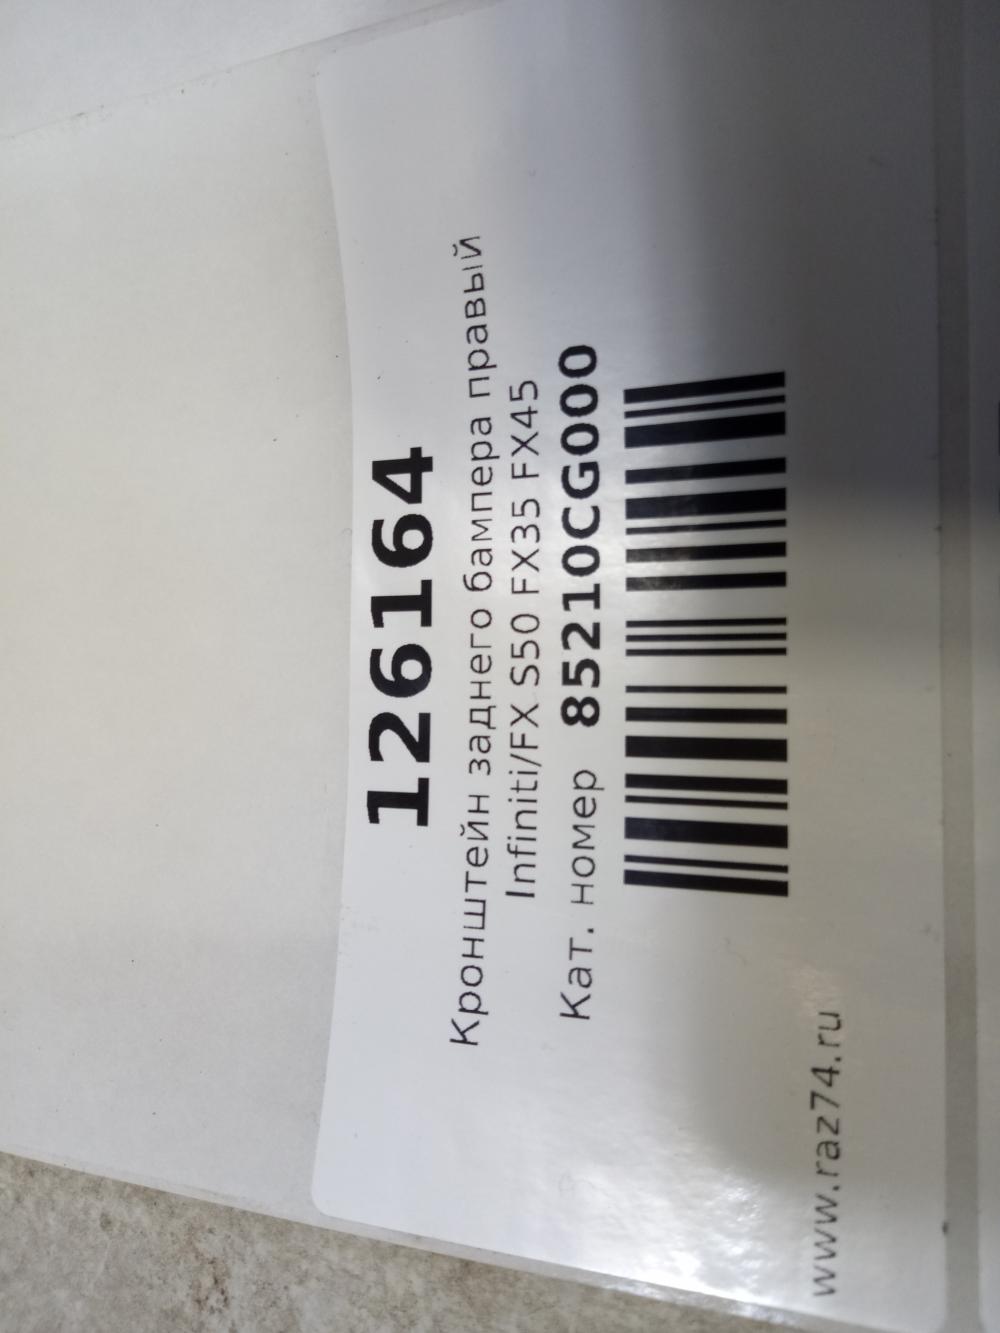 126164
Кронштейн заднего бампера правый
Infiniti/FX S50 FX35 FX45
Кат. номер 85210CG000
www.raz74.ru